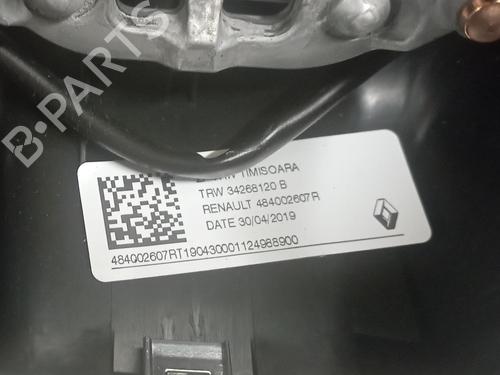 B-PARTS
TIMISOARA
TRW 34268120 B
RENAULT 484002607R
DATE 30/04/2019
484002607RT190430001124988900